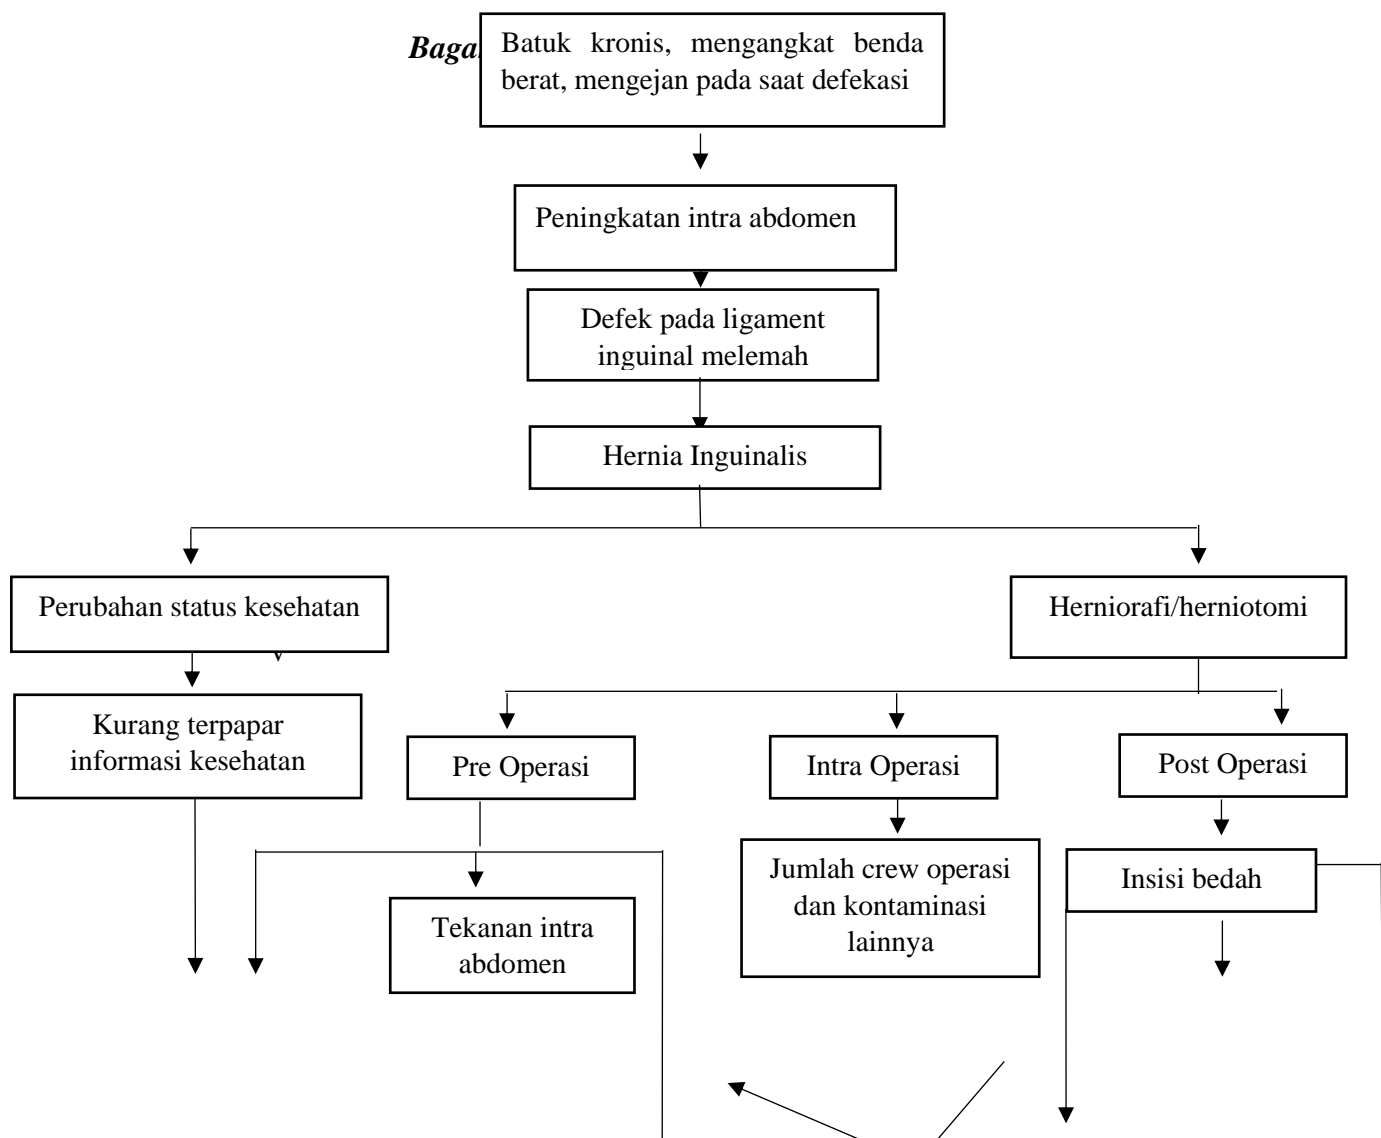 Batuk kronis, mengangkat benda
berat, mengejan pada saat defekasi
Peningkatan intra abdomen
Defek pada ligament
inguinal melemah
Hernia Inguinalis
Perubahan status kesehatan
Herniorafi/herniotomi
Kurang terpapar
informasi kesehatan
Pre Operasi
Intra Operasi
Post Operasi
Tekanan intra
abdomen
Jumlah crew operasi
dan kontaminasi
lainnya
Insisi bedah